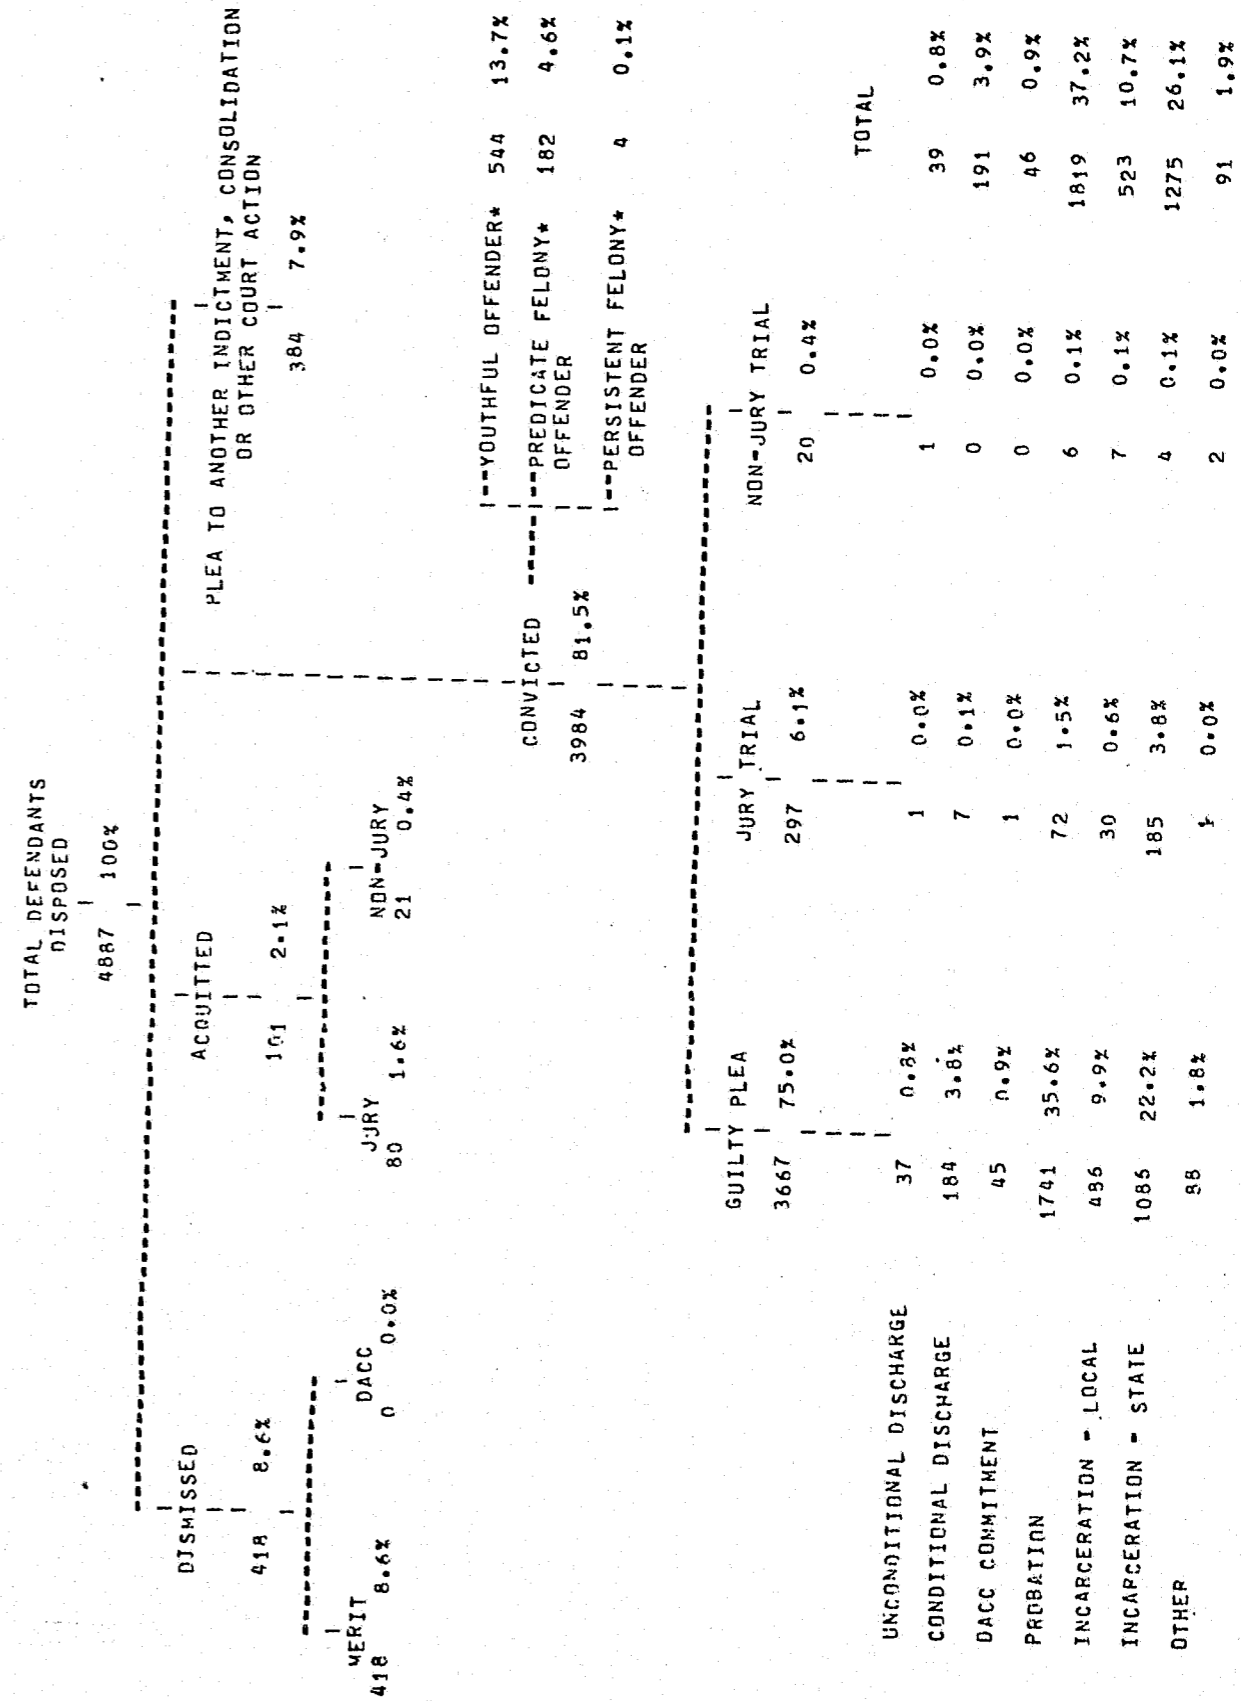 TOTAL DEFENDANTS
DISPOSED
4887 100%
DISMISSED
418 8.6%
MERIT
418 8.6%
DACC
0 0.0%
ACQUITTED
101 2.1%
JURY
80 1.6%
NON-JURY
21 0.4%
PLEA TO ANOTHER INDICTMENT, CONSOLIDATION
OR OTHER COURT ACTION
384 7.9%
CONVICTED
3984 81.5%
YOUTHFUL OFFENDER* 544 13.7%
PREDICATE FELONY* 182 4.6%
OFFENDER
PERSISTENT FELONY* 4 0.1%
OFFENDER
GUILTY PLEA JURY TRIAL NON-JURY TRIAL
3667 75.0% 297 6.1% 20 0.4%
TOTAL
UNCONDITIONAL DISCHARGE 37 0.8% 1 0.0% 1 0.0% 39 0.8%
CONDITIONAL DISCHARGE 184 3.8% 7 0.1% 0 0.0% 191 3.9%
DACC COMMITMENT 45 0.9% 1 0.0% 0 0.0% 46 0.9%
PROBATION 1741 35.6% 72 1.5% 6 0.1% 1819 37.2%
INCARCERATION - LOCAL 486 9.9% 30 0.6% 7 0.1% 523 10.7%
INCARCERATION - STATE 1086 22.2% 185 3.8% 4 0.1% 1275 26.1%
OTHER 88 1.8% 1 0.0% 2 0.0% 91 1.9%